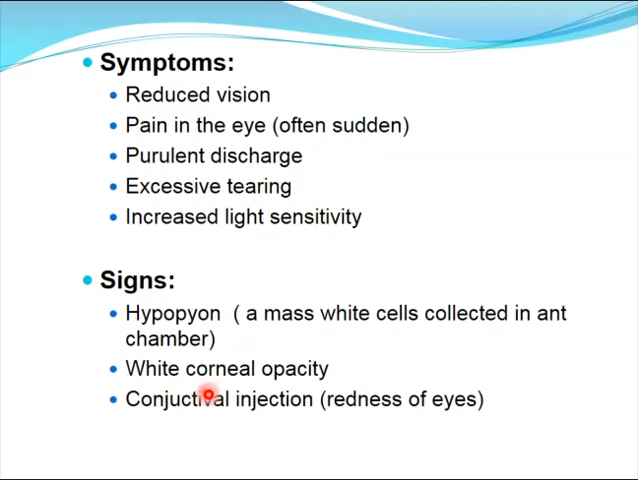 Symptoms:
Reduced vision
Pain in the eye (often sudden)
Purulent discharge
Excessive tearing
Increased light sensitivity
Signs:
Hypopyon ( a mass white cells collected in ant
chamber)
White corneal opacity
Conjuctival injection (redness of eyes)